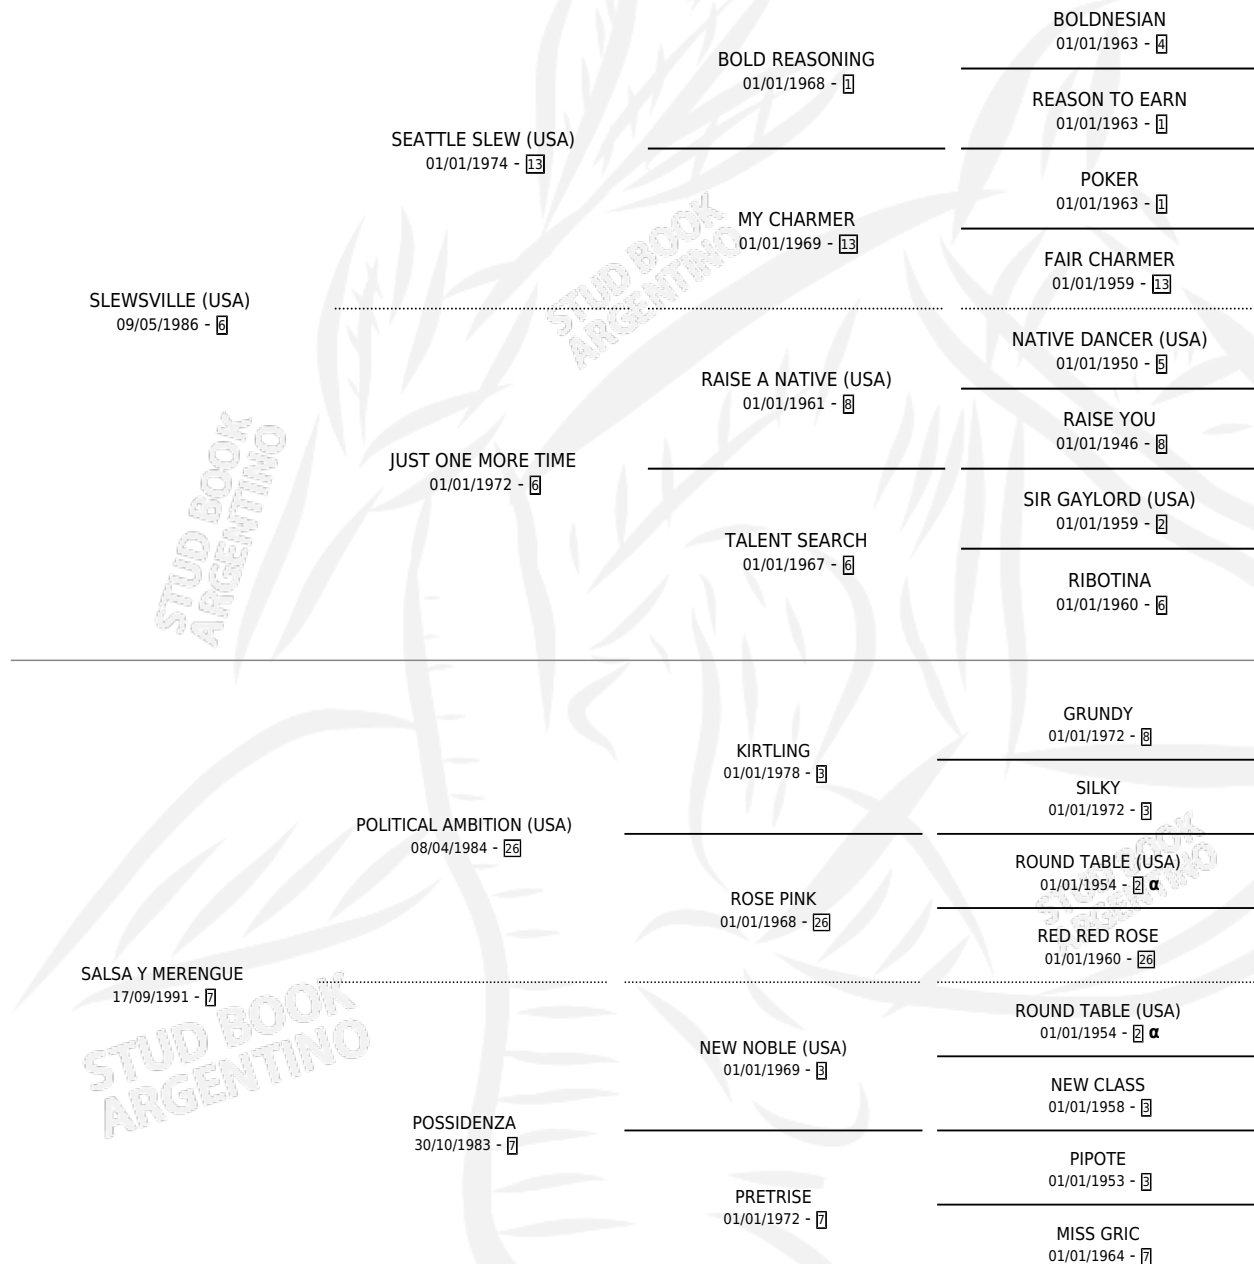 BOLDNESIAN
01/01/1963 - 4
BOLD REASONING
01/01/1968 - 1
REASON TO EARN
01/01/1963 - 1
SEATTLE SLEW (USA)
01/01/1974 - 13
POKER
01/01/1963 - 1
MY CHARMER
01/01/1969 - 13
FAIR CHARMER
01/01/1959 - 13
SLEWSVILLE (USA)
09/05/1986 - 6
NATIVE DANCER (USA)
01/01/1950 - 5
RAISE A NATIVE (USA)
01/01/1961 - 8
RAISE YOU
01/01/1946 - 8
JUST ONE MORE TIME
01/01/1972 - 6
SIR GAYLORD (USA)
01/01/1959 - 2
TALENT SEARCH
01/01/1967 - 6
RIBOTINA
01/01/1960 - 6
GRUNDY
01/01/1972 - 8
KIRTLING
01/01/1978 - 3
SILKY
01/01/1972 - 3
POLITICAL AMBITION (USA)
08/04/1984 - 26
ROUND TABLE (USA)
01/01/1954 - 2 α
ROSE PINK
01/01/1968 - 26
RED RED ROSE
01/01/1960 - 26
SALSA Y MERENGUE
17/09/1991 - 7
ROUND TABLE (USA)
01/01/1954 - 2 α
NEW NOBLE (USA)
01/01/1969 - 3
NEW CLASS
01/01/1958 - 3
POSSIDENZA
30/10/1983 - 7
PIPOTE
01/01/1953 - 3
PRETRISE
01/01/1972 - 7
MISS GRIC
01/01/1964 - 7
STUD BOOK
ARGENTINO
STUD BOOK
ARGENTINO
STUD BOOK
ARGENTINO
STUD BOOK
ARGENTINO